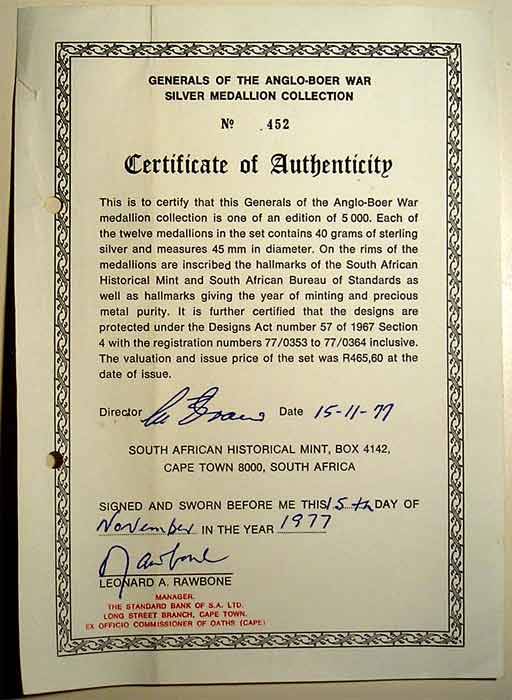 GENERALS OF THE ANGLO-BOER WAR
SILVER MEDALLION COLLECTION
Nº .452
Certificate of Authenticity
This is to certify that this Generals of the Anglo-Boer War
medallion collection is one of an edition of 5 000. Each of
the twelve medallions in the set contains 40 grams of sterling
silver and measures 45 mm in diameter. On the rims of the
medallions are inscribed the hallmarks of the South African
Historical Mint and South African Bureau of Standards as
well as hallmarks giving the year of minting and precious
metal purity. It is further certified that the designs are
protected under the Designs Act number 57 of 1967 Section
4 with the registration numbers 77/0353 to 77/0364 inclusive.
The valuation and issue price of the set was R465,60 at the
date of issue.
Director Date 15-11-77
SOUTH AFRICAN HISTORICAL MINT, BOX 4142,
CAPE TOWN 8000, SOUTH AFRICA
SIGNED AND SWORN BEFORE ME THIS 15th DAY OF
November IN THE YEAR 1977
Rawbone
LEONARD A. RAWBONE
MANAGER.
THE STANDARD BANK OF S.A. LTD.
LONG STREET BRANCH, CAPE TOWN.
EX OFFICIO COMMISSIONER OF OATHS (CAPE)